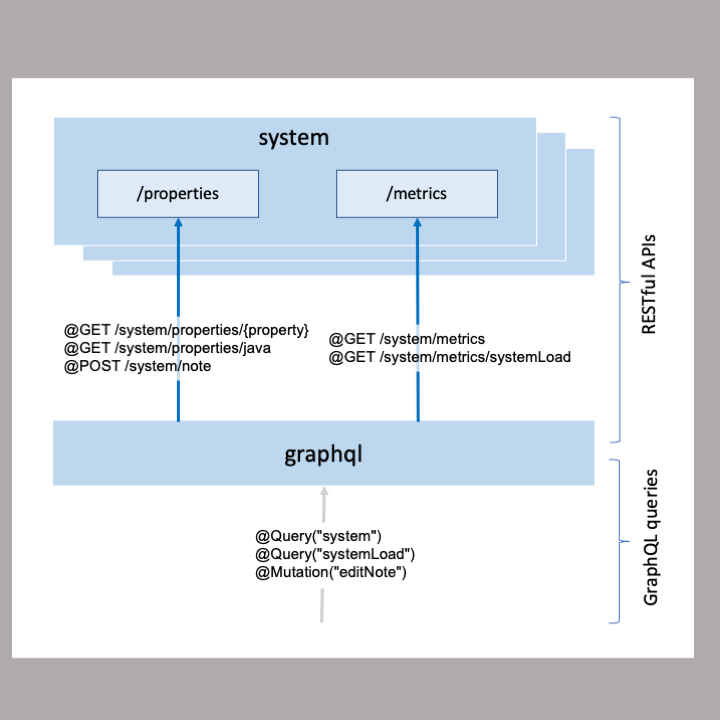 system
/properties
/metrics
@GET /system/properties/{property}
@GET /system/properties/java
@POST /system/note
@GET /system/metrics
@GET /system/metrics/systemLoad
RESTful APIs
graphql
@Query("system")
@Query("systemLoad")
@Mutation("editNote")
GraphQL queries